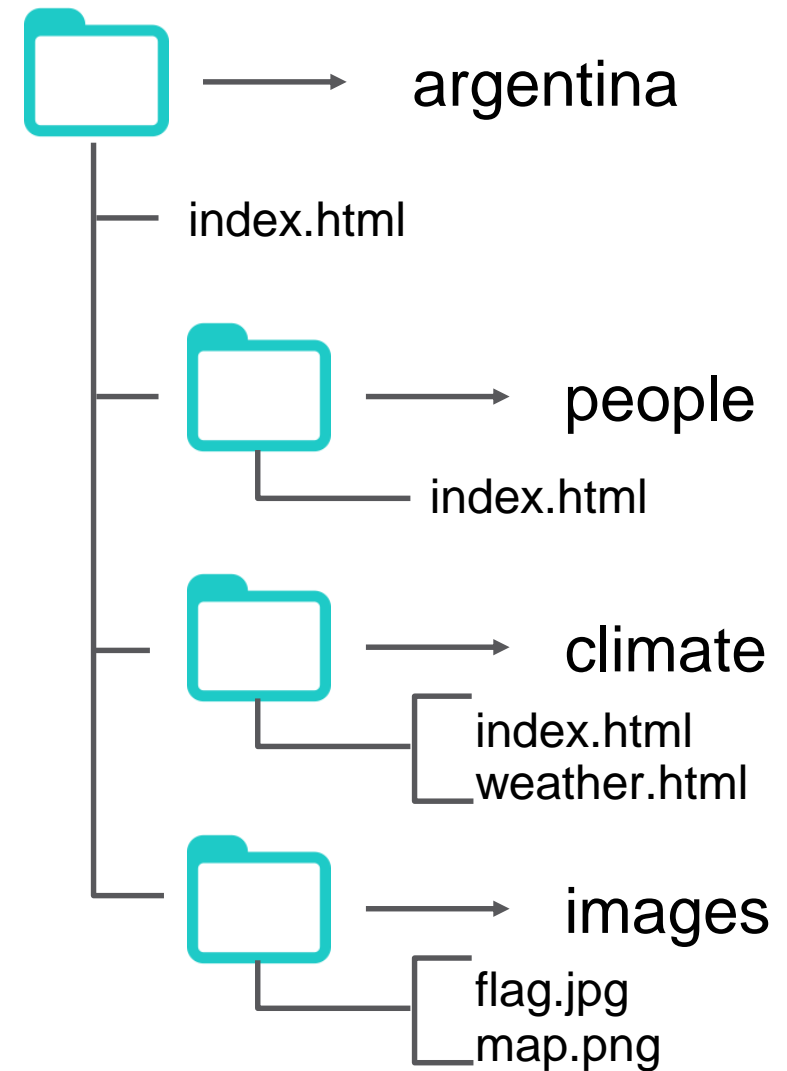 argentina
index.html
people
index.html
climate
index.html
weather.html
images
flag.jpg
map.png